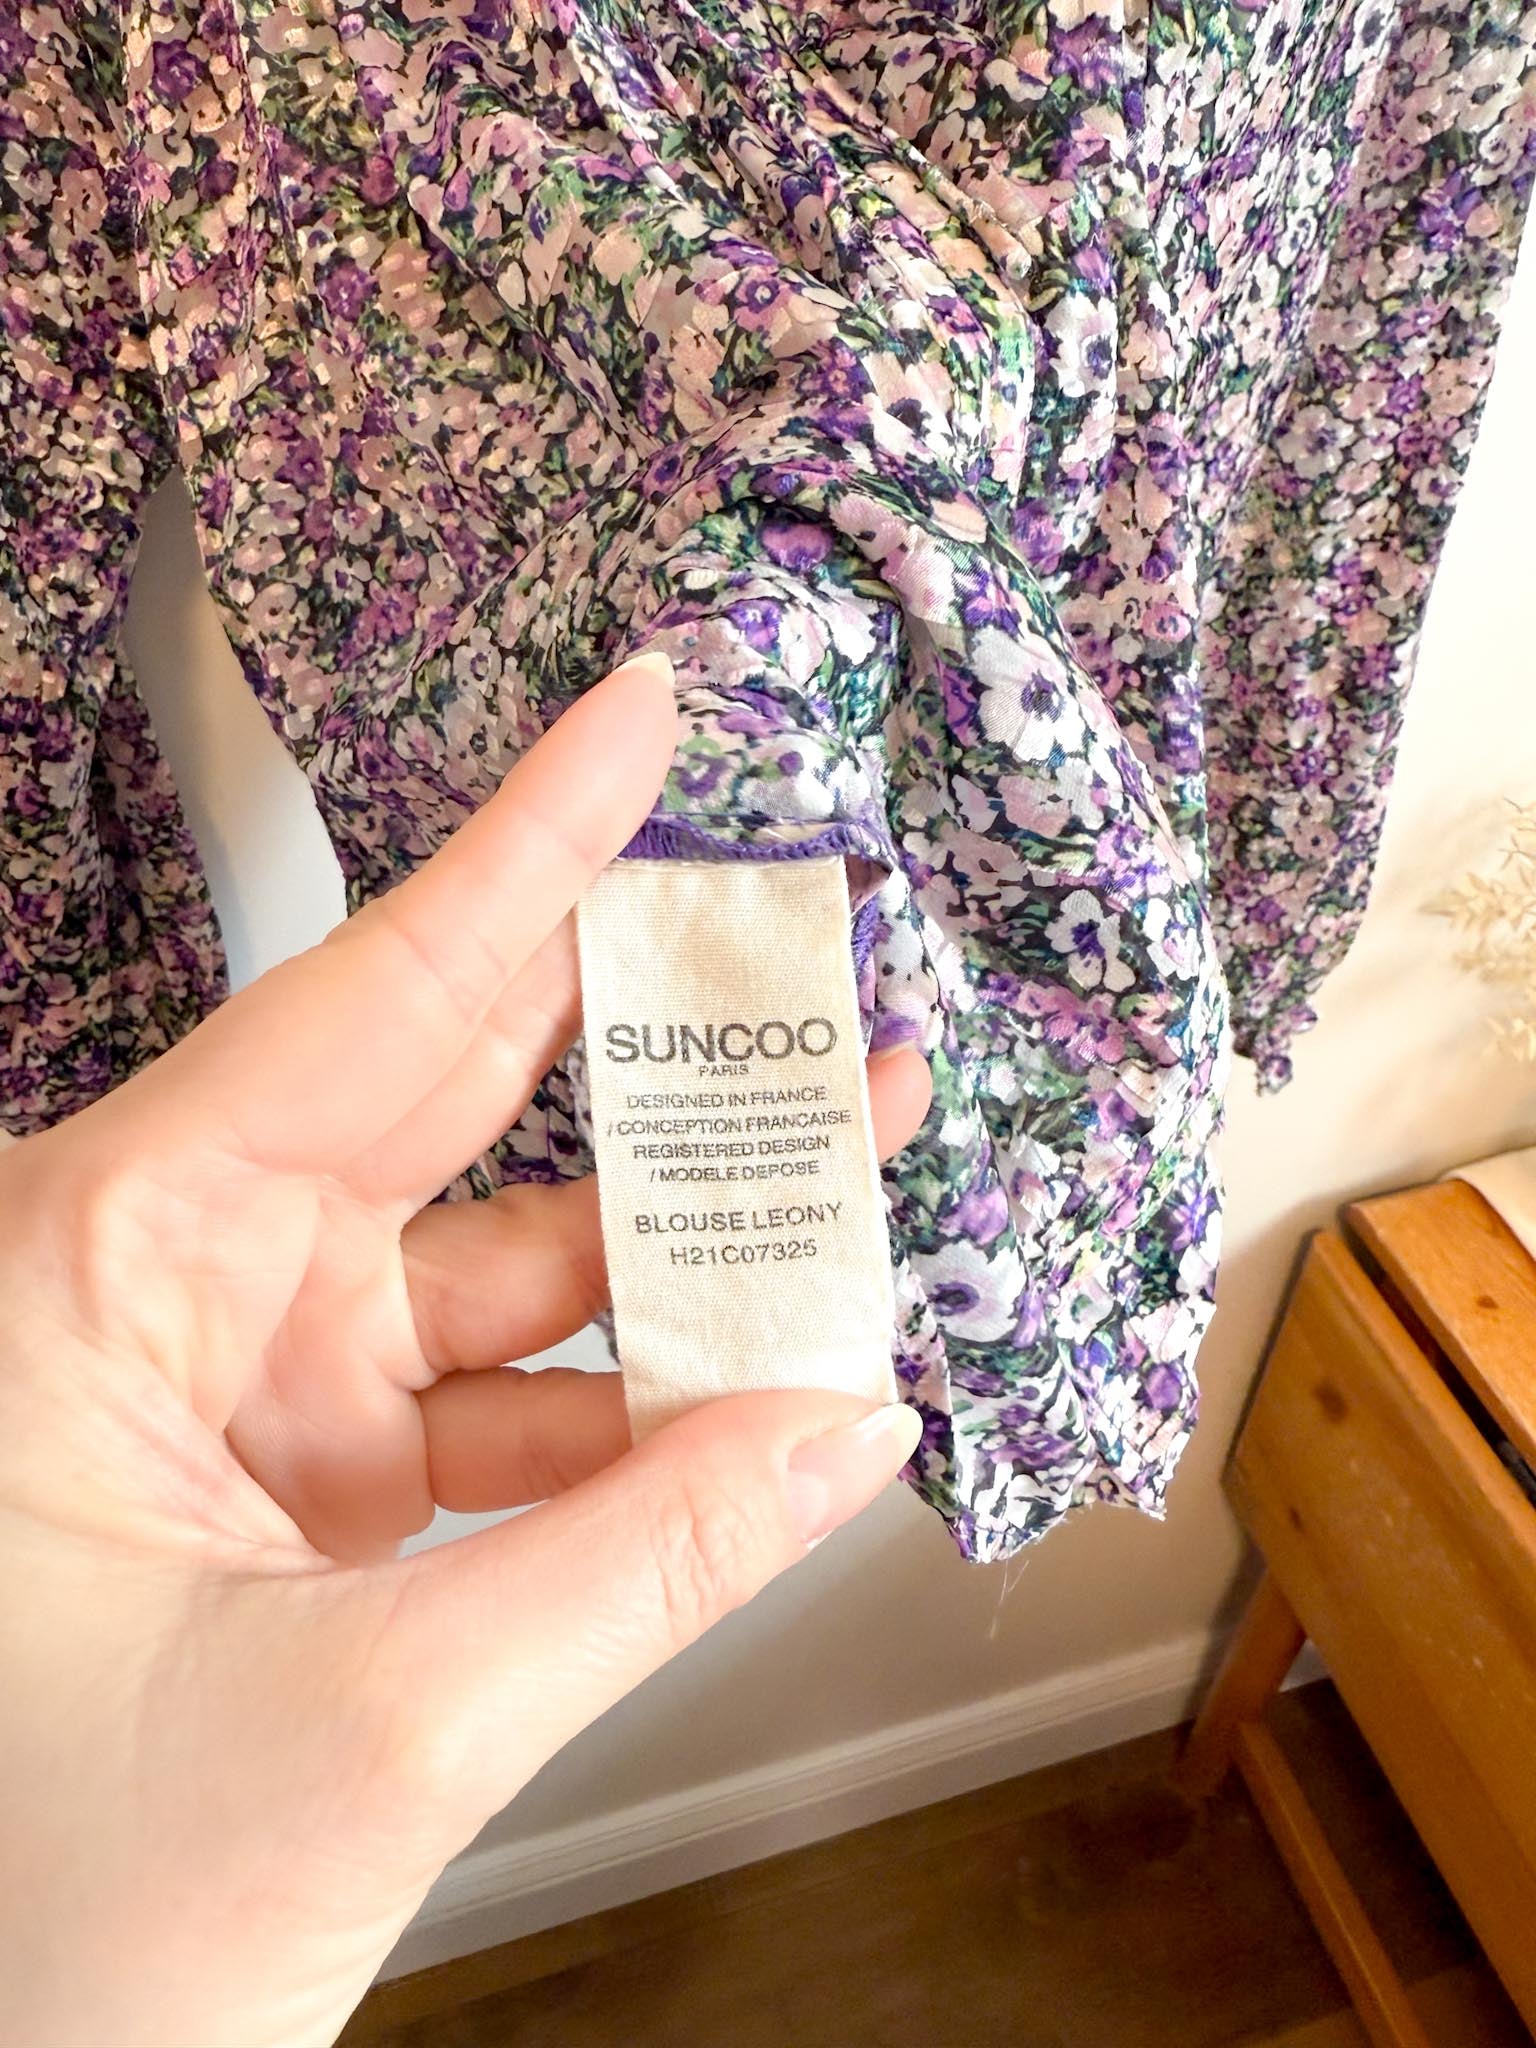 SUNCOO
PARIS
DESIGNED IN FRANCE
/ CONCEPTION FRANCAISE
REGISTERED DESIGN
/ MODELE DEPOSE
BLOUSE LEONY
H21C07325